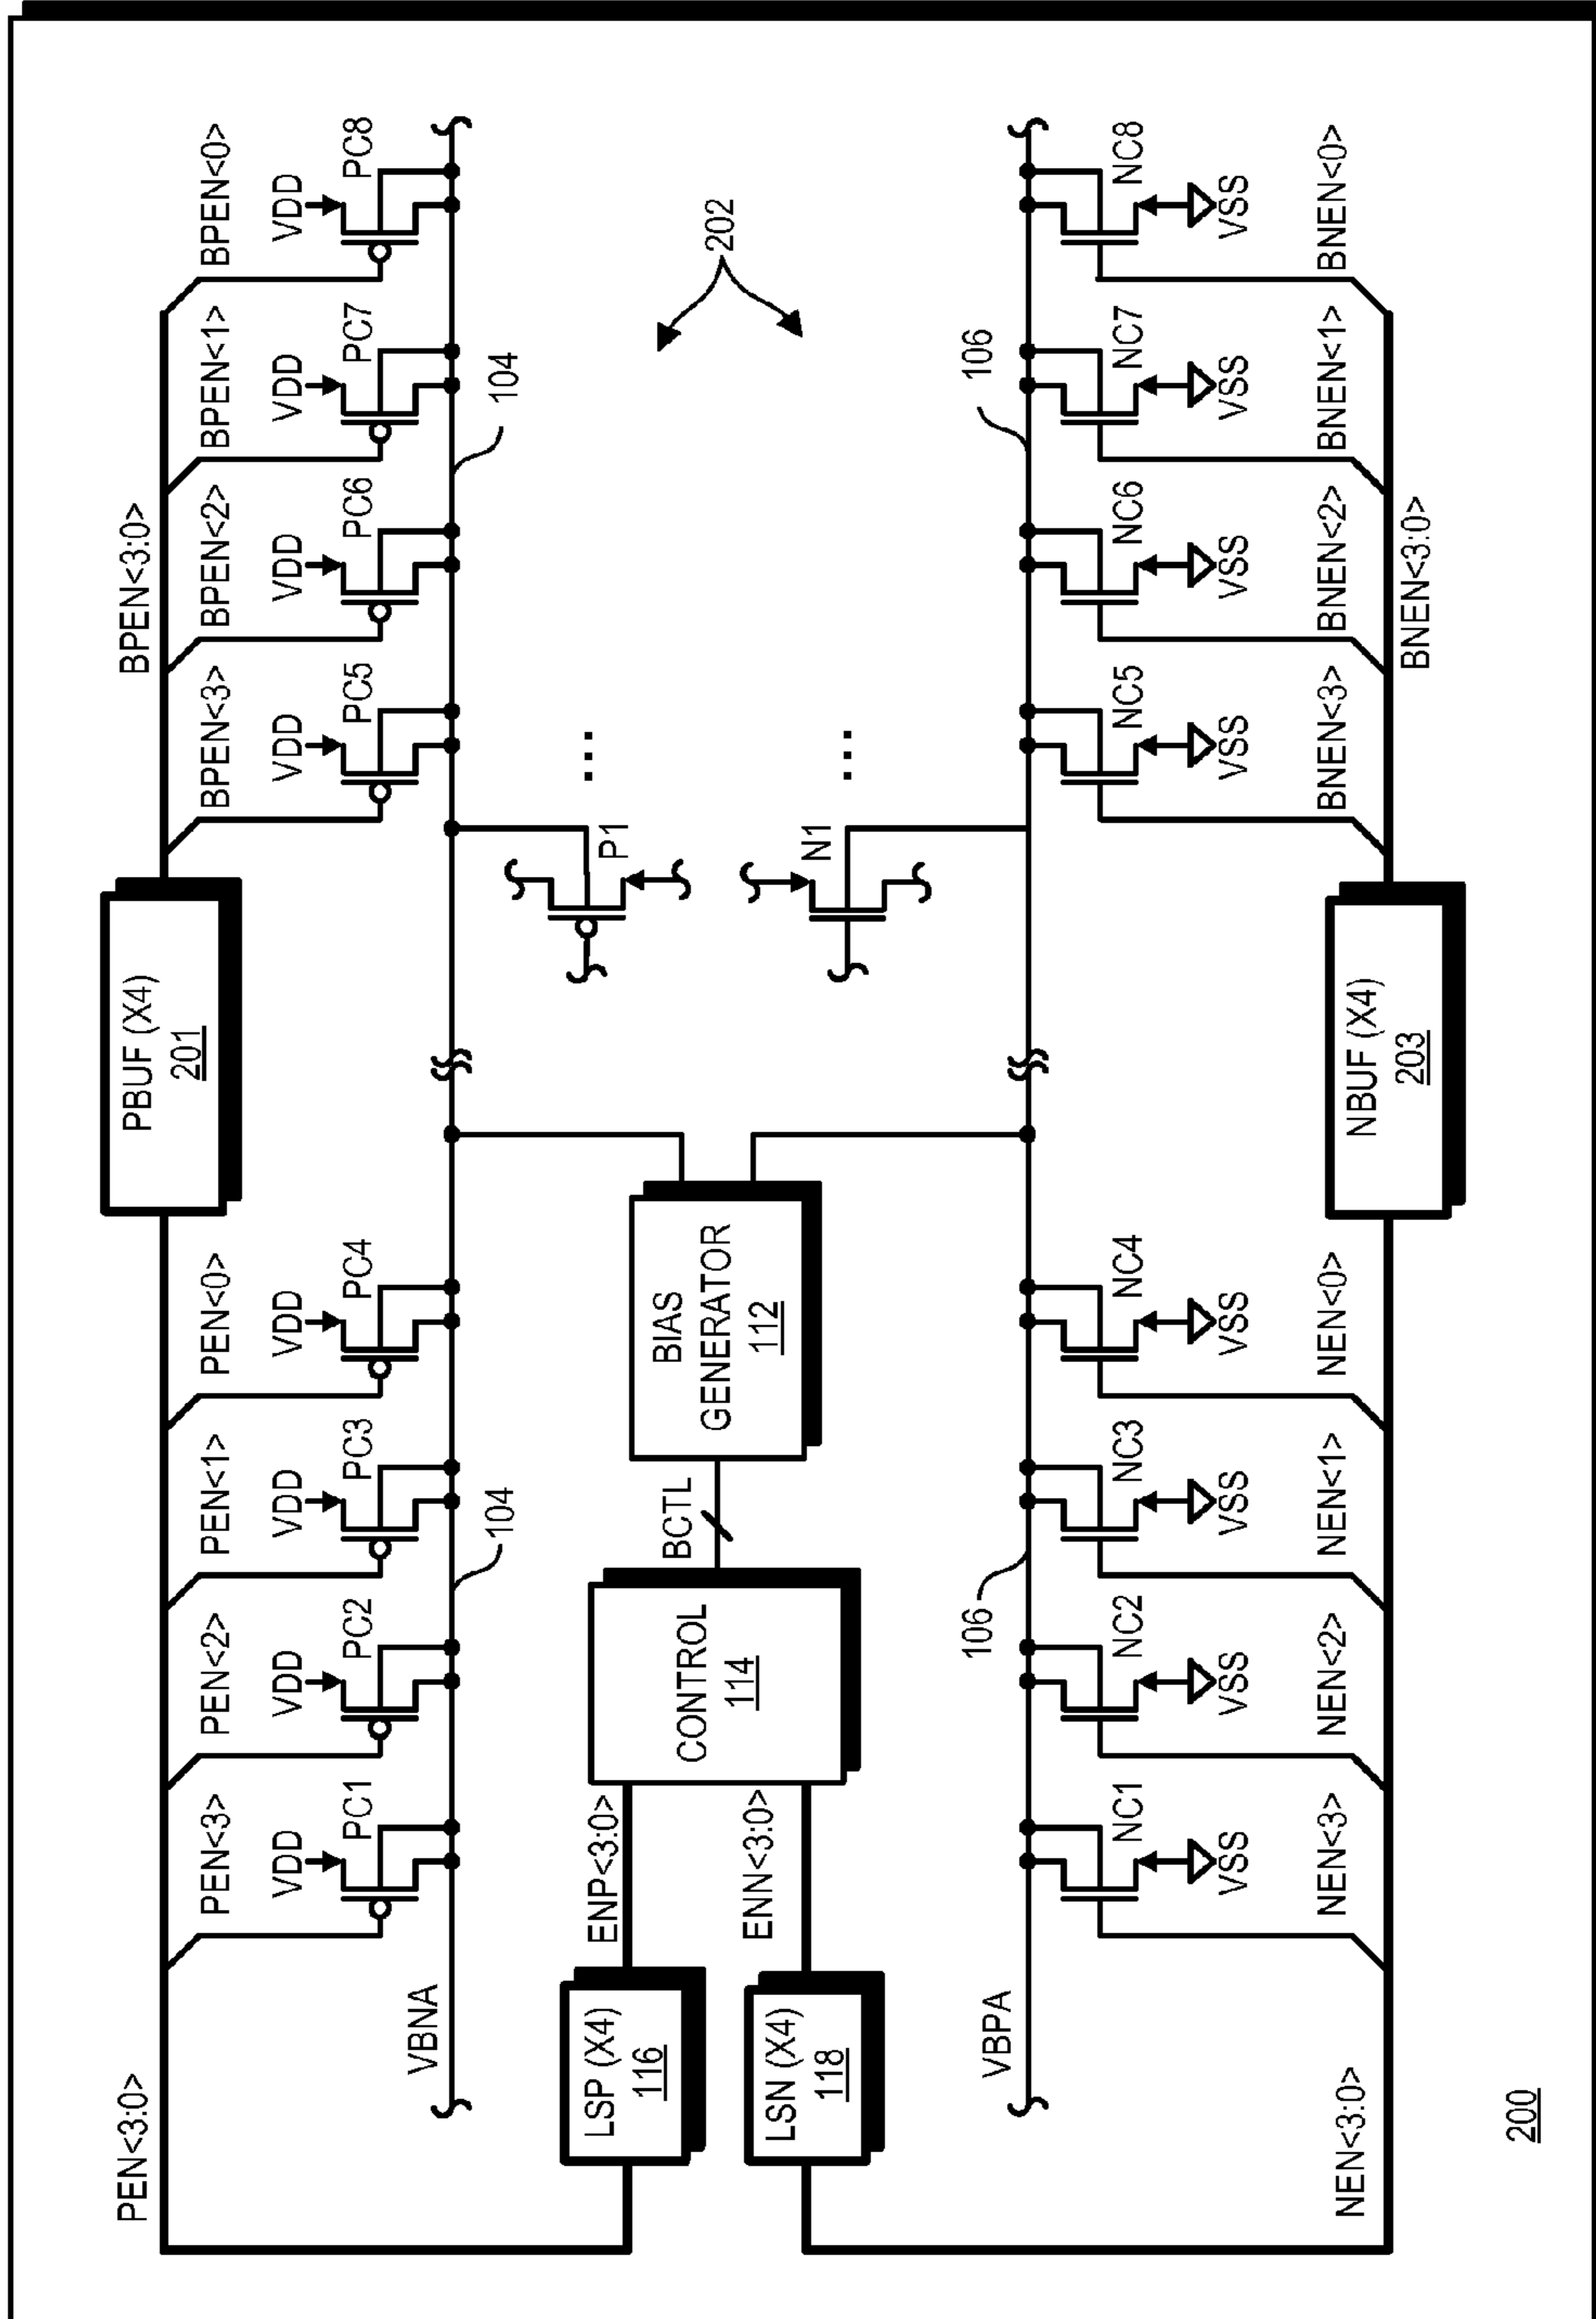 PEN<3:0>
BPEN<3:0>
PBUF (X4)
201
PEN<3>
PEN<2>
PEN<1>
PEN<0>
BPEN<3>
BPEN<2>
BPEN<1>
BPEN<0>
VDD
VDD
VDD
VDD
VDD
VDD
VDD
VDD
PC1
PC2
PC3
PC4
PC5
PC6
PC7
PC8
VBNA
104
104
LSP (X4)
116
ENP<3:0>
CONTROL
114
BCTL
BIAS
GENERATOR
112
P1
...
202
LSN (X4)
118
ENN<3:0>
N1
...
VBPA
106
106
NC1
NC2
NC3
NC4
NC5
NC6
NC7
NC8
VSS
VSS
VSS
VSS
VSS
VSS
VSS
VSS
NEN<3>
NEN<2>
NEN<1>
NEN<0>
BNEN<3>
BNEN<2>
BNEN<1>
BNEN<0>
NEN<3:0>
NBUF (X4)
203
BNEN<3:0>
200